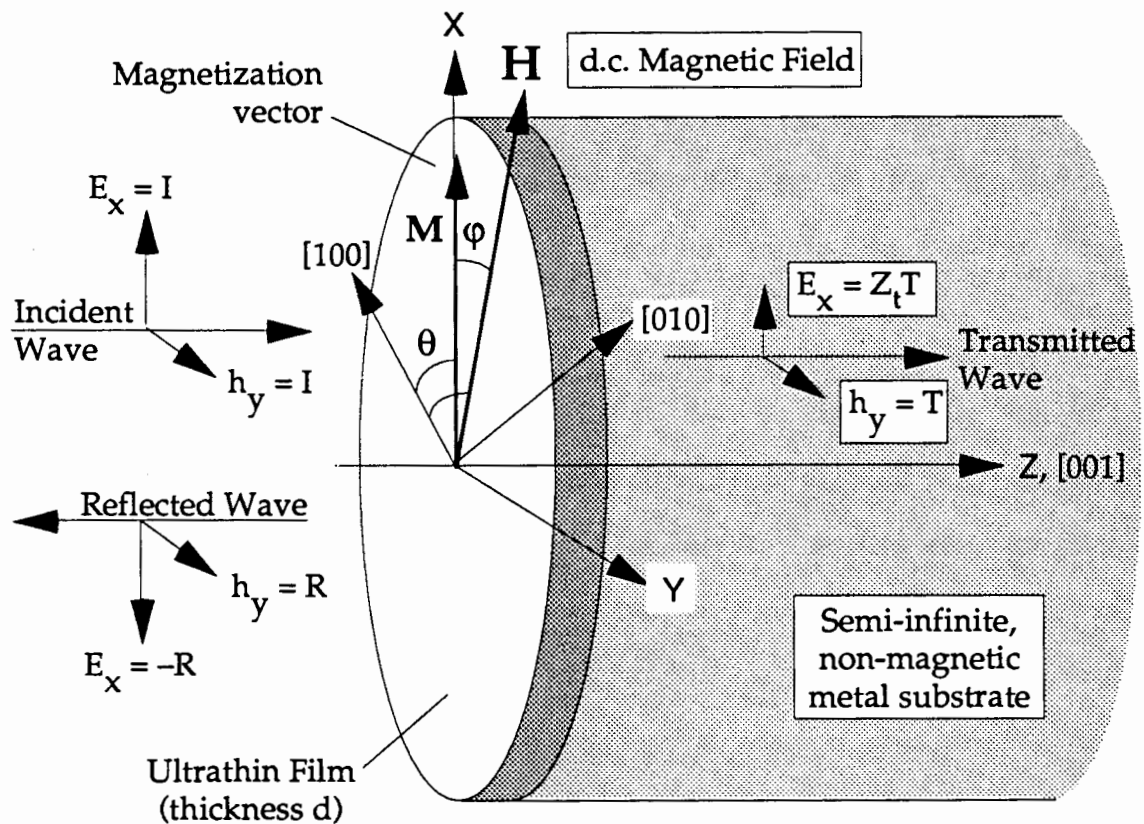 X
H
d.c. Magnetic Field
Magnetization
vector
E_x = I
M
φ
[100]
θ
[010]
Incident
Wave
h_y = I
E_x = Z_tT
Transmitted
Wave
h_y = T
Z, [001]
Reflected Wave
h_y = R
E_x = –R
Y
Semi-infinite,
non-magnetic
metal substrate
Ultrathin Film
(thickness d)